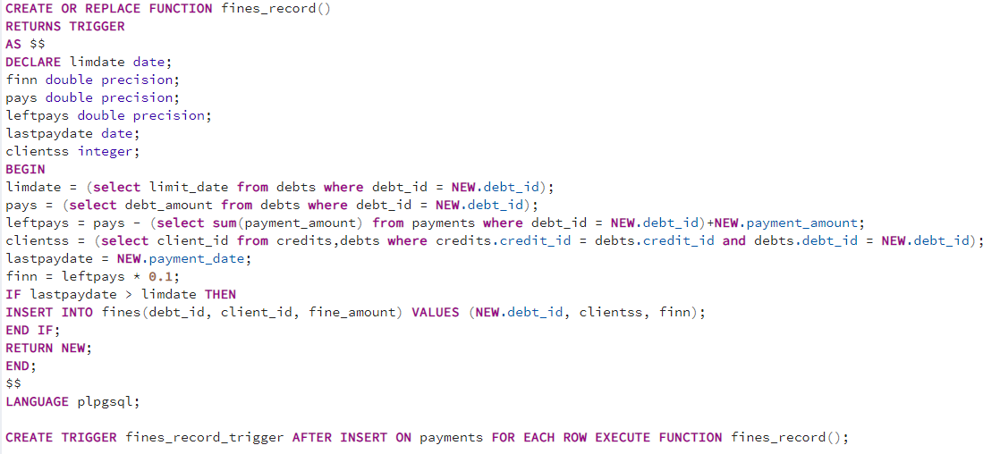 CREATE OR REPLACE FUNCTION fines_record()
RETURNS TRIGGER
AS $$
DECLARE limdate date;
finn double precision;
pays double precision;
leftpays double precision;
lastpaydate date;
clientss integer;
BEGIN
limdate = (select limit_date from debts where debt_id = NEW.debt_id);
pays = (select debt_amount from debts where debt_id = NEW.debt_id);
leftpays = pays - (select sum(payment_amount) from payments where debt_id = NEW.debt_id)+NEW.payment_amount;
clientss = (select client_id from credits,debts where credits.credit_id = debts.credit_id and debts.debt_id = NEW.debt_id);
lastpaydate = NEW.payment_date;
finn = leftpays * 0.1;
IF lastpaydate > limdate THEN
INSERT INTO fines(debt_id, client_id, fine_amount) VALUES (NEW.debt_id, clientss, finn);
END IF;
RETURN NEW;
END;
$$
LANGUAGE plpgsql;
CREATE TRIGGER fines_record_trigger AFTER INSERT ON payments FOR EACH ROW EXECUTE FUNCTION fines_record();